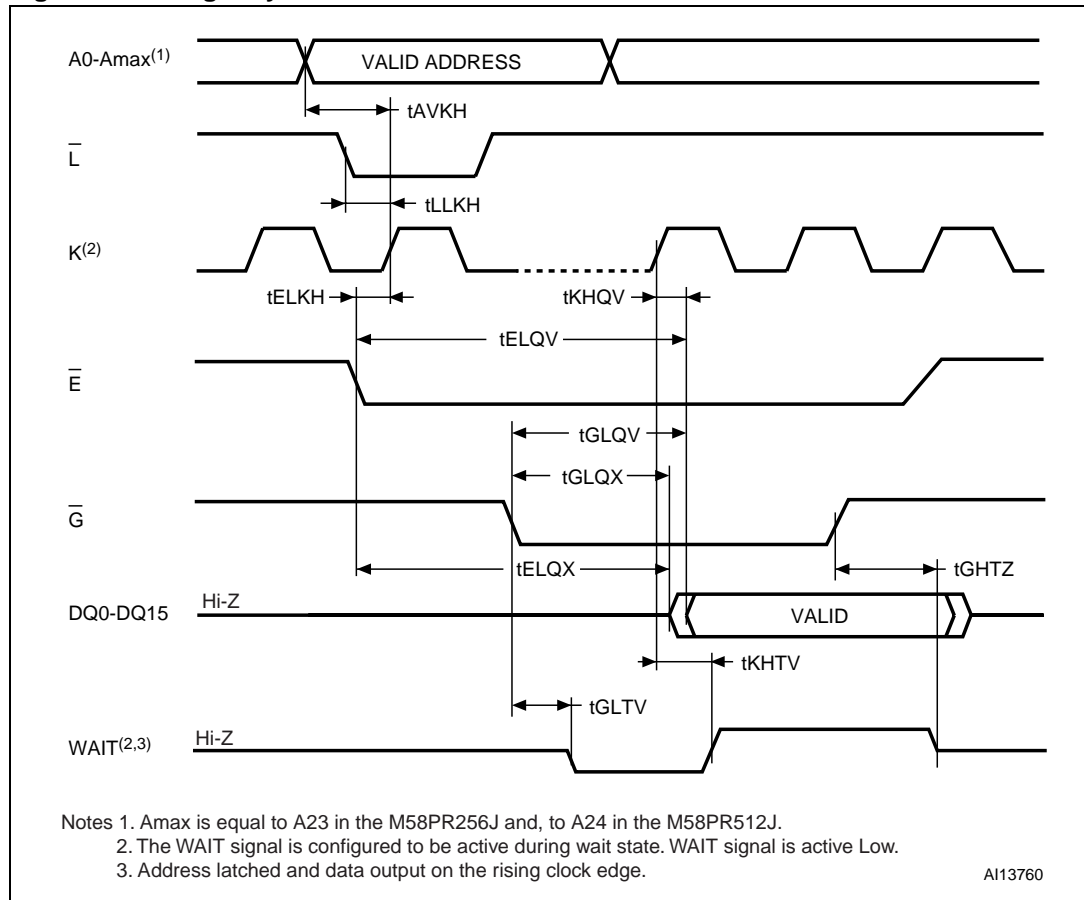 A0-Amax(1)
VALID ADDRESS
tAVKH
L
tLLKH
K(2)
tELKH
tKHQV
tELQV
E
tGLQV
tGLQX
G
tELQX
tGHTZ
DQ0-DQ15
Hi-Z
VALID
tKHTV
tGLTV
WAIT(2,3)
Hi-Z
Notes 1. Amax is equal to A23 in the M58PR256J and, to A24 in the M58PR512J.
2. The WAIT signal is configured to be active during wait state. WAIT signal is active Low.
3. Address latched and data output on the rising clock edge.
AI13760